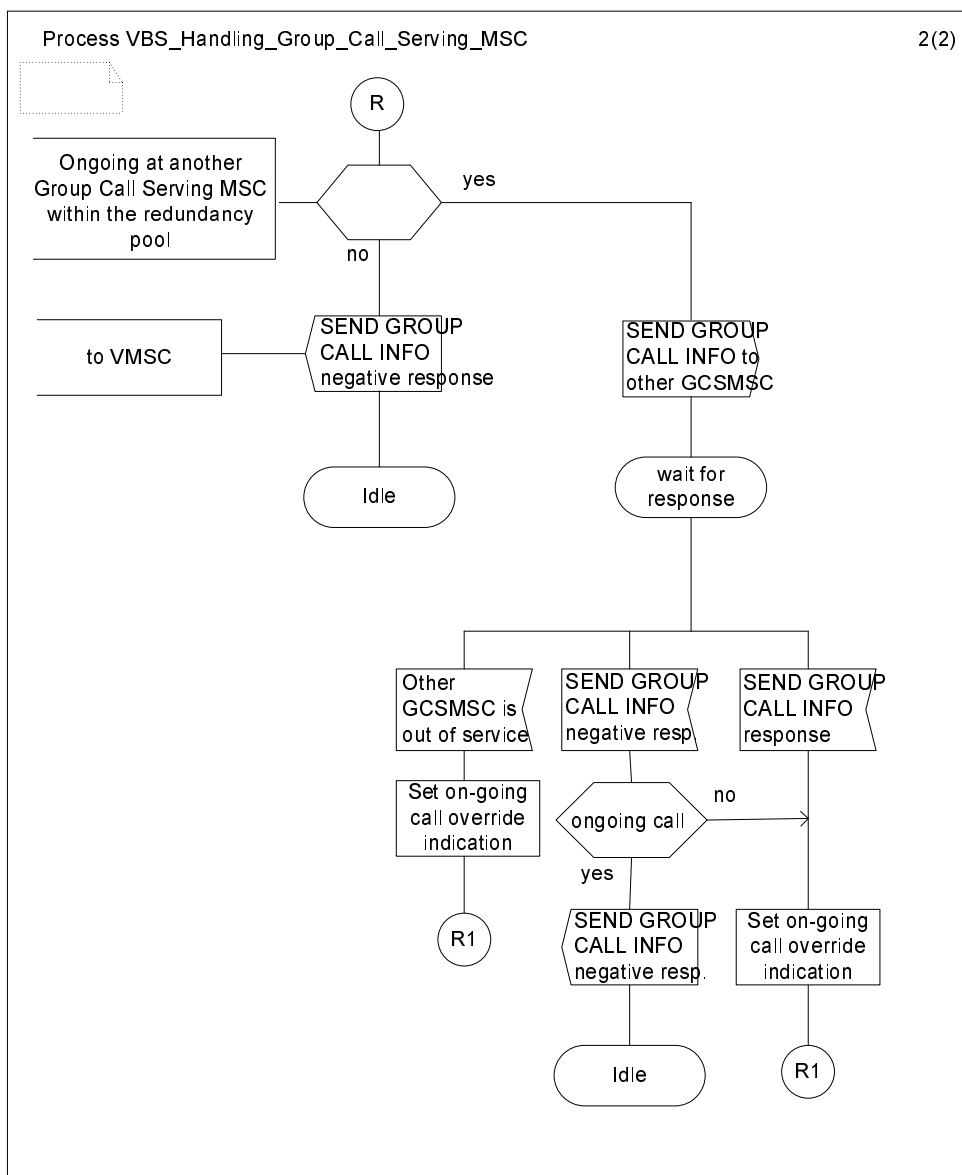 Process VBS_Handling_Group_Call_Serving_MSC
2(2)
R
Ongoing at another
Group Call Serving MSC
within the redundancy
pool
yes
no
SEND GROUP
CALL INFO
negative response
to VMSC
SEND GROUP
CALL INFO to
other GCSMSC
Idle
wait for
response
Other
GCSMSC is
out of service
SEND GROUP
CALL INFO
negative resp.
SEND GROUP
CALL INFO
response
Set on-going
call override
indication
ongoing call
no
yes
R1
SEND GROUP
CALL INFO
negative resp.
Set on-going
call override
indication
Idle
R1